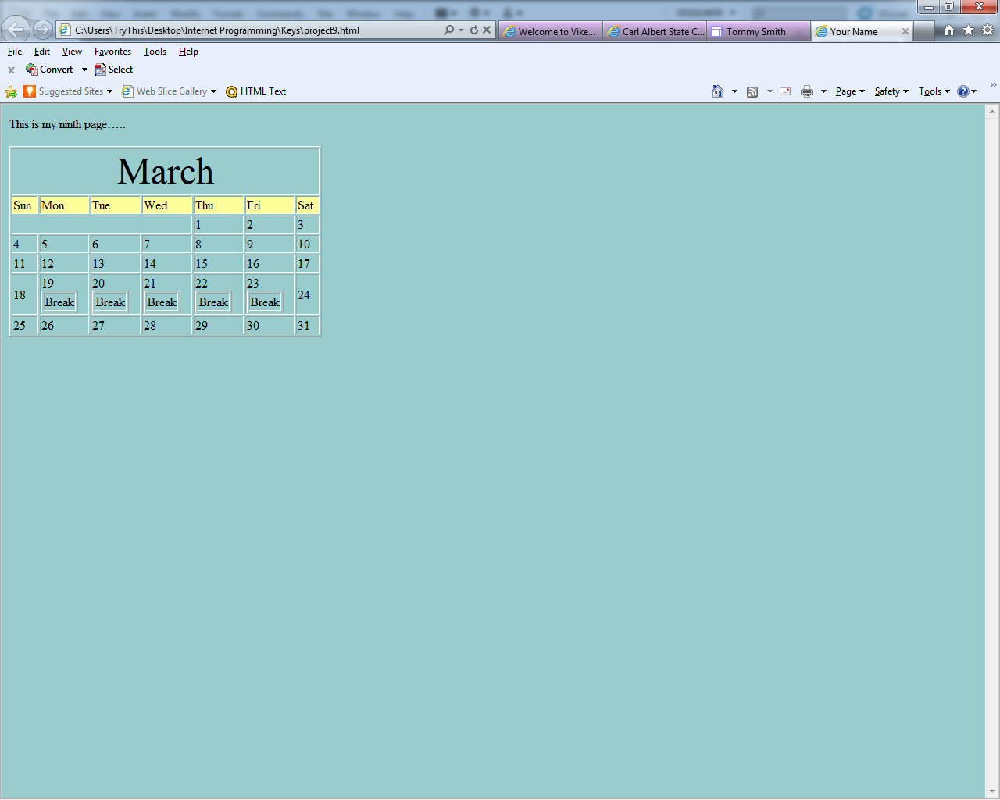 C:\Users\TryThis\Desktop\Internet Programming\Keys\project9.html
Welcome to Vike...
Carl Albert State C...
Tommy Smith
Your Name
File Edit View Favorites Tools Help
x Convert Select
Suggested Sites Web Slice Gallery HTML Text Page Safety Tools ? »
This is my ninth page…..
March
Sun Mon Tue Wed Thu Fri Sat
1 2 3
4 5 6 7 8 9 10
11 12 13 14 15 16 17
18 19 Break 20 Break 21 Break 22 Break 23 Break 24
25 26 27 28 29 30 31